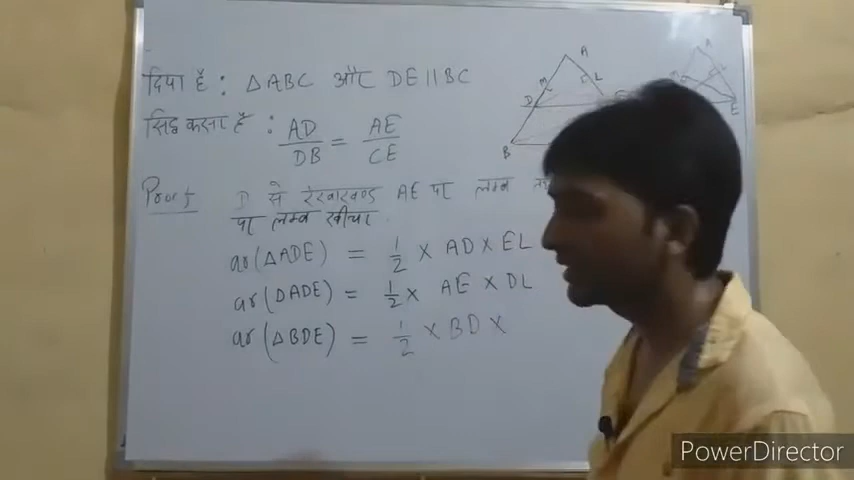 दिया है : △ABC और DE||BC
सिद्ध करना है : AD/DB = AE/CE
Proof D से रेखाखण्ड AE पर लम्ब
पर लम्ब खींचा
ar(△ADE) = 1/2 × AD × EL
ar(△ADE) = 1/2 × AE × DL
ar(△BDE) = 1/2 × BD ×
A
M L
D
B
A
M L
E
PowerDirector